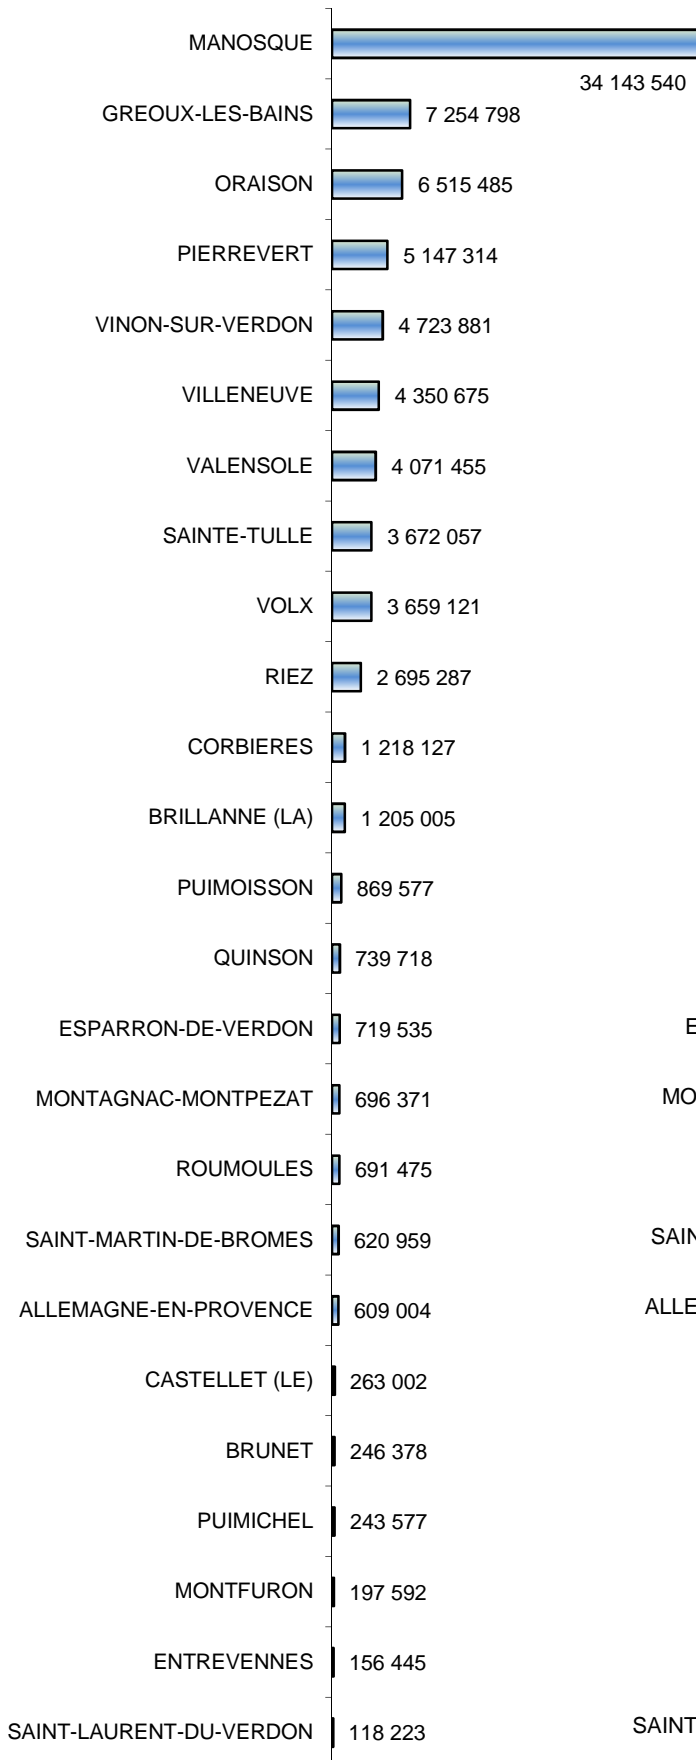 MANOSQUE
34 143 540
GREOUX-LES-BAINS 7 254 798
ORAISON 6 515 485
PIERREVERT 5 147 314
VINON-SUR-VERDON 4 723 881
VILLENEUVE 4 350 675
VALENSOLE 4 071 455
SAINTE-TULLE 3 672 057
VOLX 3 659 121
RIEZ 2 695 287
CORBIERES 1 218 127
BRILLANNE (LA) 1 205 005
PUIMOISSON 869 577
QUINSON 739 718
ESPARRON-DE-VERDON 719 535 E
MONTAGNAC-MONTPEZAT 696 371 MO
ROUMOULES 691 475
SAINT-MARTIN-DE-BROMES 620 959 SAIN
ALLEMAGNE-EN-PROVENCE 609 004 ALLE
CASTELLET (LE) 263 002
BRUNET 246 378
PUIMICHEL 243 577
MONTFURON 197 592
ENTREVENNES 156 445
SAINT-LAURENT-DU-VERDON 118 223 SAINT